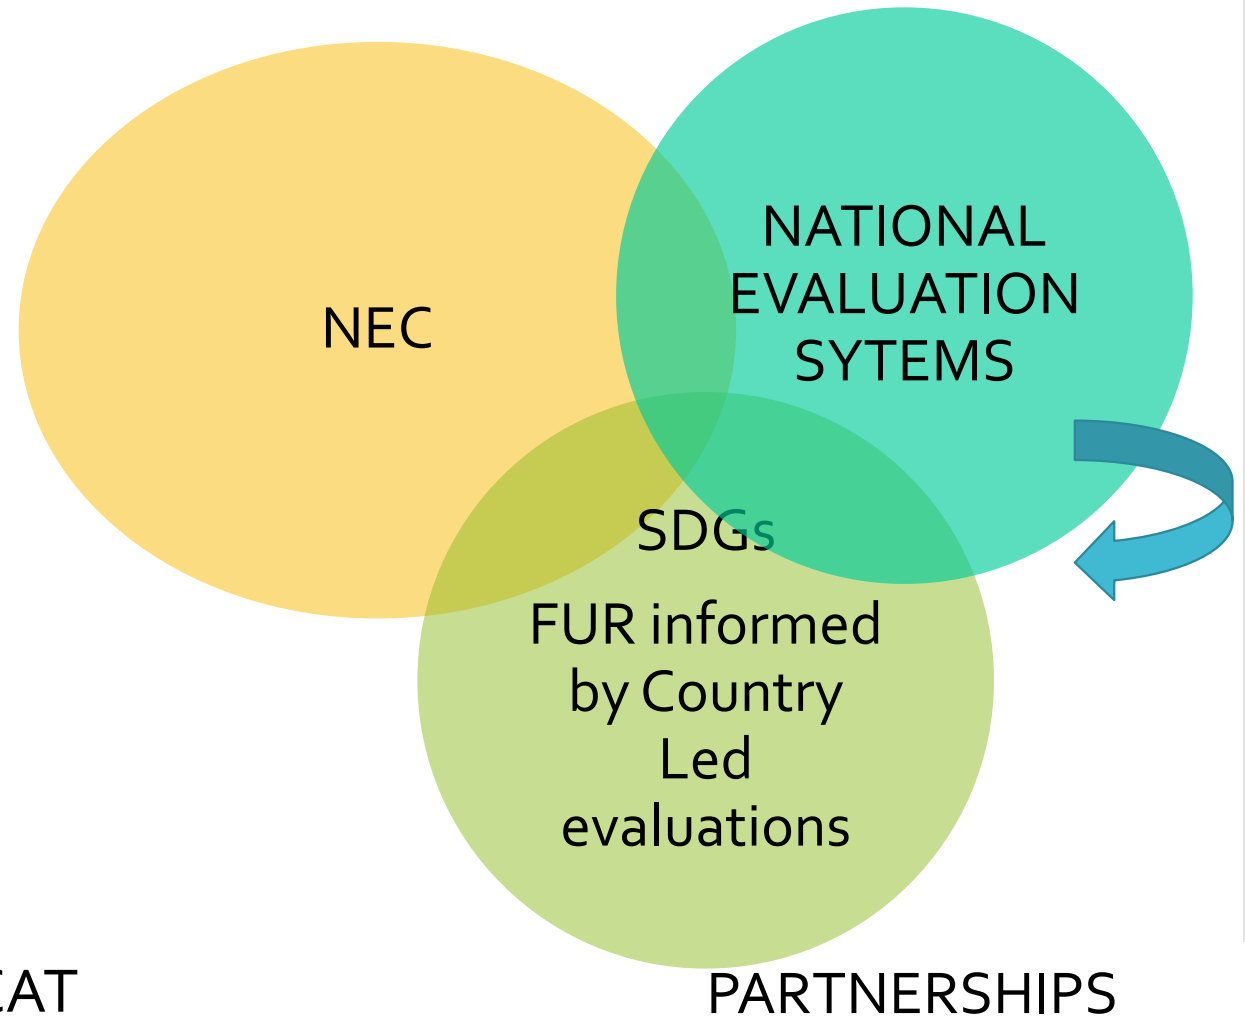 NEC
NATIONAL
EVALUATION
SYTEMS
SDGs
FUR informed
by Country
Led
evaluations
PARTNERSHIPS